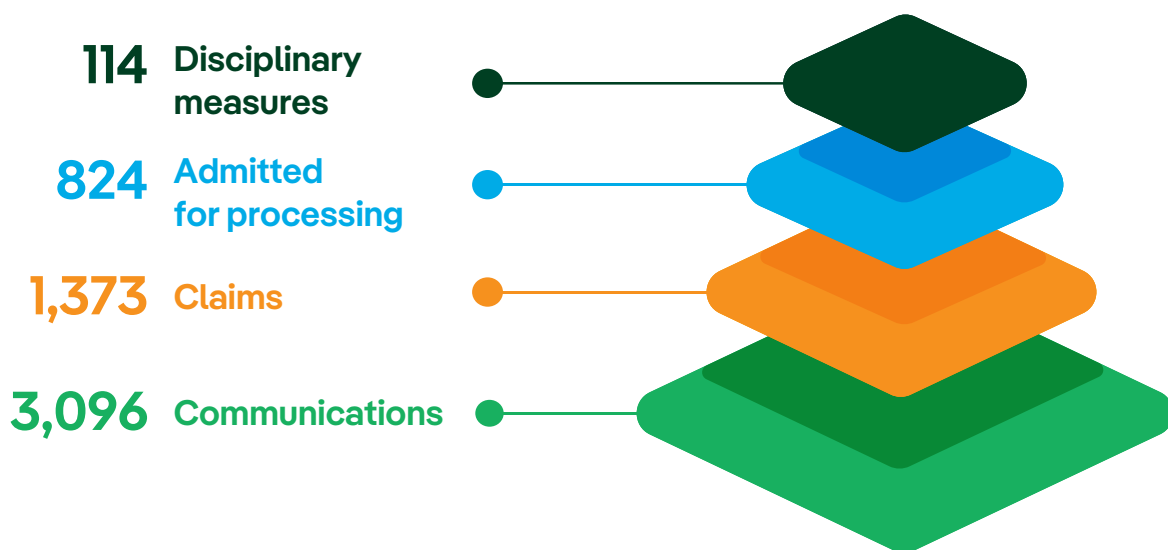 114 Disciplinary
measures
824 Admitted
for processing
1,373 Claims
3,096 Communications